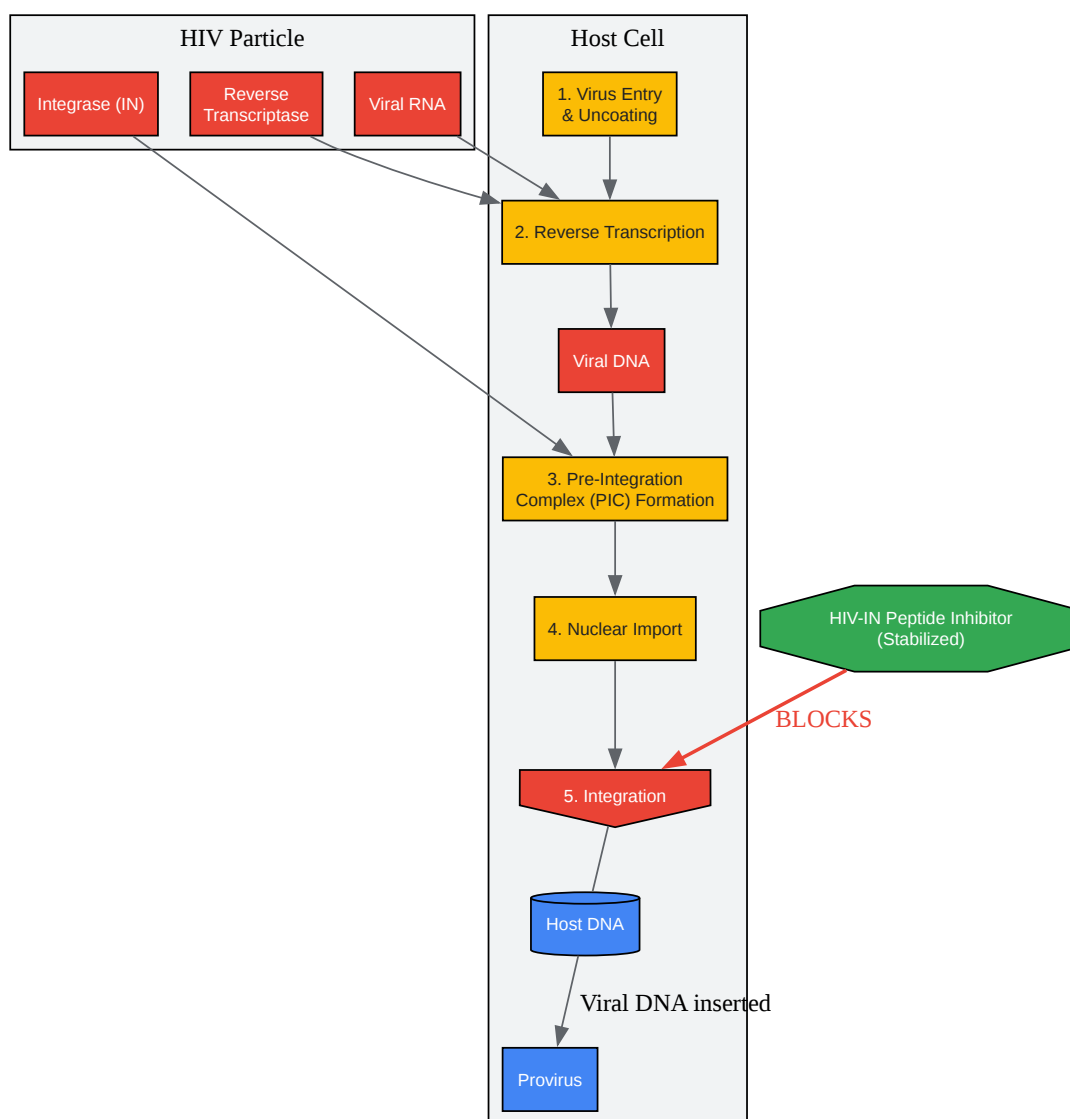 HIV Particle
Host Cell
Integrase (IN)
Reverse
Transcriptase
Viral RNA
1. Virus Entry
& Uncoating
2. Reverse Transcription
Viral DNA
3. Pre-Integration
Complex (PIC) Formation
HIV-IN Peptide Inhibitor
(Stabilized)
4. Nuclear Import
BLOCKS
5. Integration
Host DNA
Viral DNA inserted
Provirus